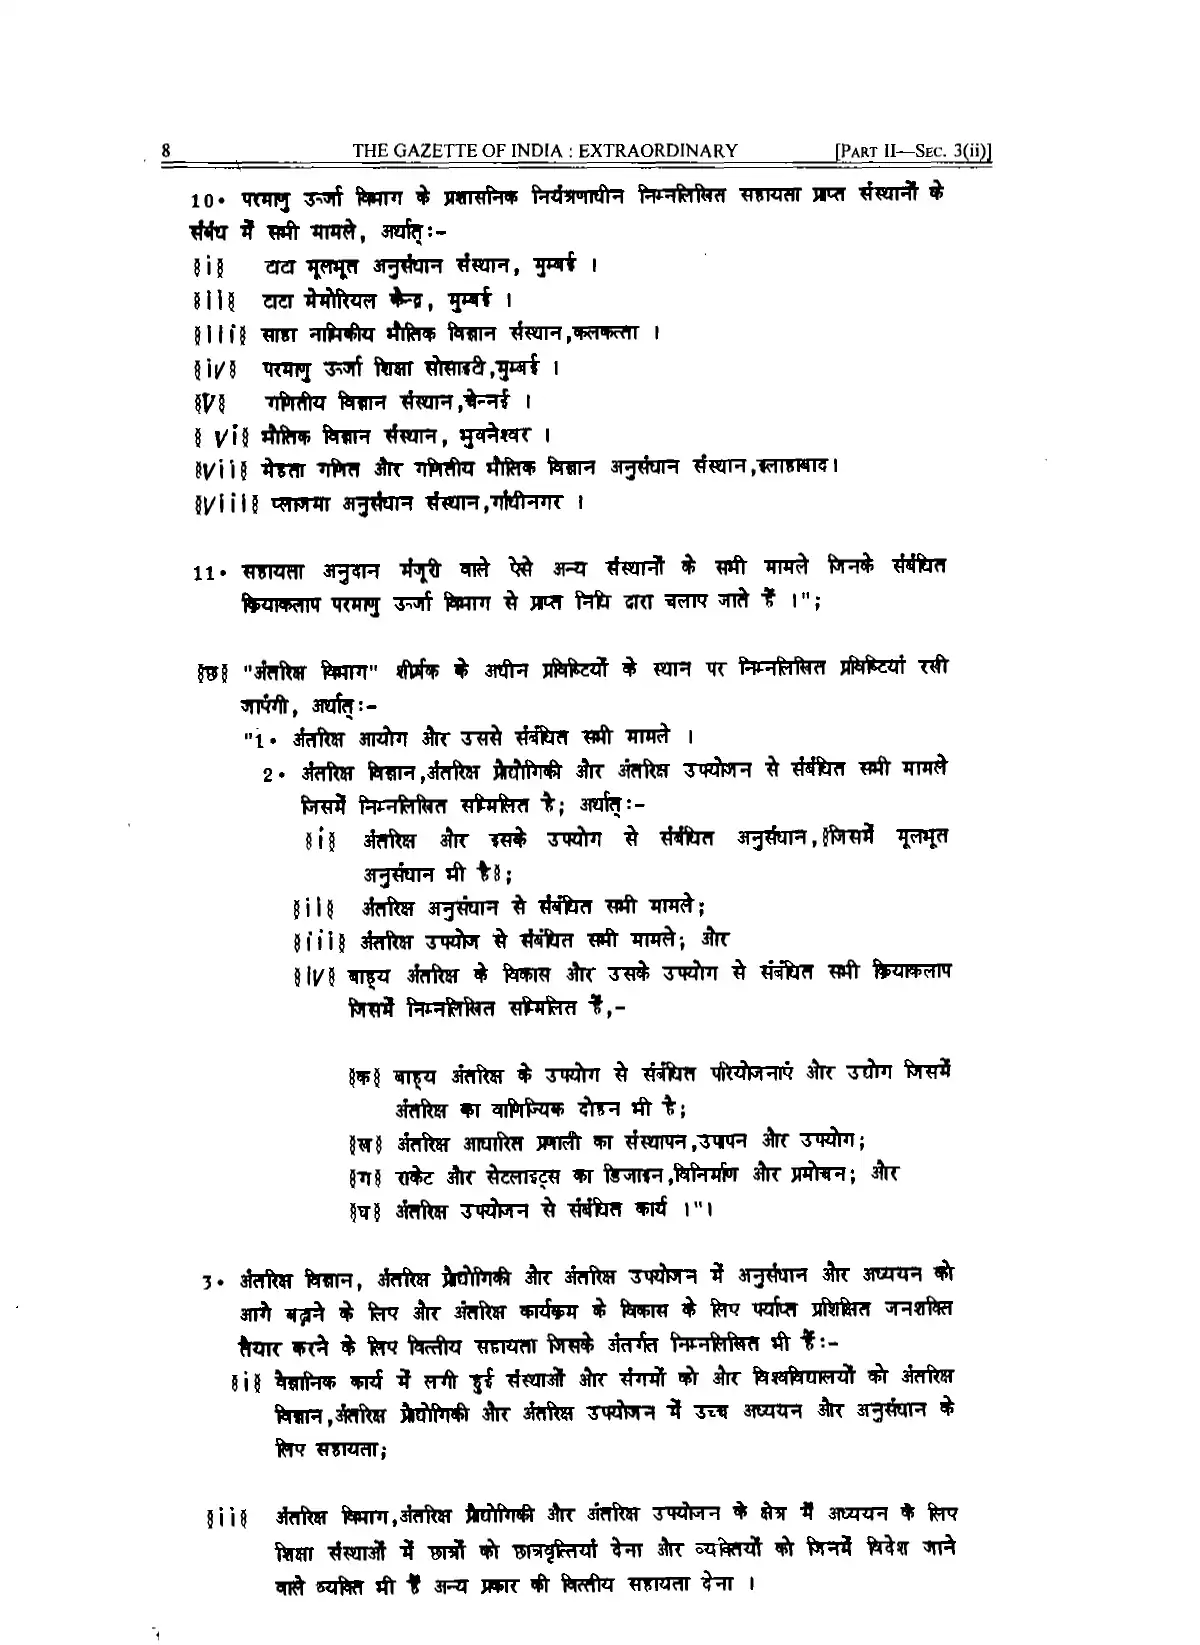 8 THE GAZETTE OF INDIA : EXTRAORDINARY [PART II—SEC. 3(ii)]
10. परमाणु उर्जा विभाग के प्रशासनिक नियंत्रणाधीन निम्नलिखित सहायता प्राप्त संस्थानों के
संबंध में सभी मामले, अर्थात्:-
§i§ टाटा मूलभूत अनुसंधान संस्थान, मुम्बई ।
§ii§ टाटा मेमोरियल केन्द्र, मुम्बई ।
§iii§ साहा नाभिकीय भौतिक विज्ञान संस्थान,कलकत्ता ।
§iv§ परमाणु उर्जा शिक्षा सोसाइटी,मुम्बई ।
§v§ गणितीय विज्ञान संस्थान,चेन्नई ।
§ vi§ भौतिक विज्ञान संस्थान, भुवनेश्वर ।
§vii§ मेहता गणित और गणितीय भौतिक विज्ञान अनुसंधान संस्थान,इलाहाबाद।
§viii§ प्लाजमा अनुसंधान संस्थान,गांधीनगर ।
11. सहायता अनुदान मंजूरी वाले ऐसे अन्य संस्थानों के सभी मामले जिनके संबंधित
क्रियाकलाप परमाणु उर्जा विभाग से प्राप्त निधि द्वारा चलाए जाते हैं ।";
§छ§ "अंतरिक्ष विभाग" शीर्षक के अधीन प्रविष्टियों के स्थान पर निम्नलिखित प्रविष्टियां रखी
जाएंगी, अर्थात्:-
"1. अंतरिक्ष आयोग और उससे संबंधित सभी मामले ।
2. अंतरिक्ष विज्ञान,अंतरिक्ष प्रौद्योगिकी और अंतरिक्ष उपयोजन से संबंधित सभी मामले
जिसमें निम्नलिखित सम्मिलित है; अर्थात्:-
§i§ अंतरिक्ष और इसके उपयोग से संबंधित अनुसंधान,§जिसमें मूलभूत
अनुसंधान भी है§;
§ii§ अंतरिक्ष अनुसंधान से संबंधित सभी मामले;
§iii§ अंतरिक्ष उपयोज से संबंधित सभी मामले; और
§iv§ बाह्य अंतरिक्ष के विकास और उसके उपयोग से संबंधित सभी क्रियाकलाप
जिसमें निम्नलिखित सम्मिलित हैं,-
§क§ बाह्य अंतरिक्ष के उपयोग से संबंधित परियोजनाएं और उद्योग जिसमें
अंतरिक्ष का वाणिज्यिक दोहन भी है;
§ख§ अंतरिक्ष आधारित प्रणाली का संस्थापन,उपापन और उपयोग;
§ग§ राकेट और सेटलाइट्स का डिजाइन,विनिर्माण और प्रमोचन; और
§घ§ अंतरिक्ष उपयोजन से संबंधित कार्य ।"।
3. अंतरिक्ष विज्ञान, अंतरिक्ष प्रौद्योगिकी और अंतरिक्ष उपयोजन में अनुसंधान और अध्ययन को
आगे बढ़ाने के लिए और अंतरिक्ष कार्यक्रम के विकास के लिए पर्याप्त प्रशिक्षित जनशक्ति
तैयार करने के लिए वित्तीय सहायता जिसके अंतर्गत निम्नलिखित भी हैं:-
§i§ वैज्ञानिक कार्य में लगी हुई संस्थाओं और संगमों को और विश्वविद्यालयों को अंतरिक्ष
विज्ञान,अंतरिक्ष प्रौद्योगिकी और अंतरिक्ष उपयोजन में उच्च अध्ययन और अनुसंधान के
लिए सहायता;
§ii§ अंतरिक्ष विभाग,अंतरिक्ष प्रौद्योगिकी और अंतरिक्ष उपयोजन के क्षेत्र में अध्ययन के लिए
शिक्षा संस्थाओं में छात्रों को छात्रवृत्तियां देना और व्यक्तियों को जिनमें विदेश जाने
वाले व्यक्ति भी हैं अन्य प्रकार की वित्तीय सहायता देना ।